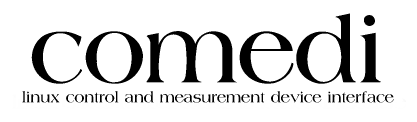 comedi
linux control and measurement device interface